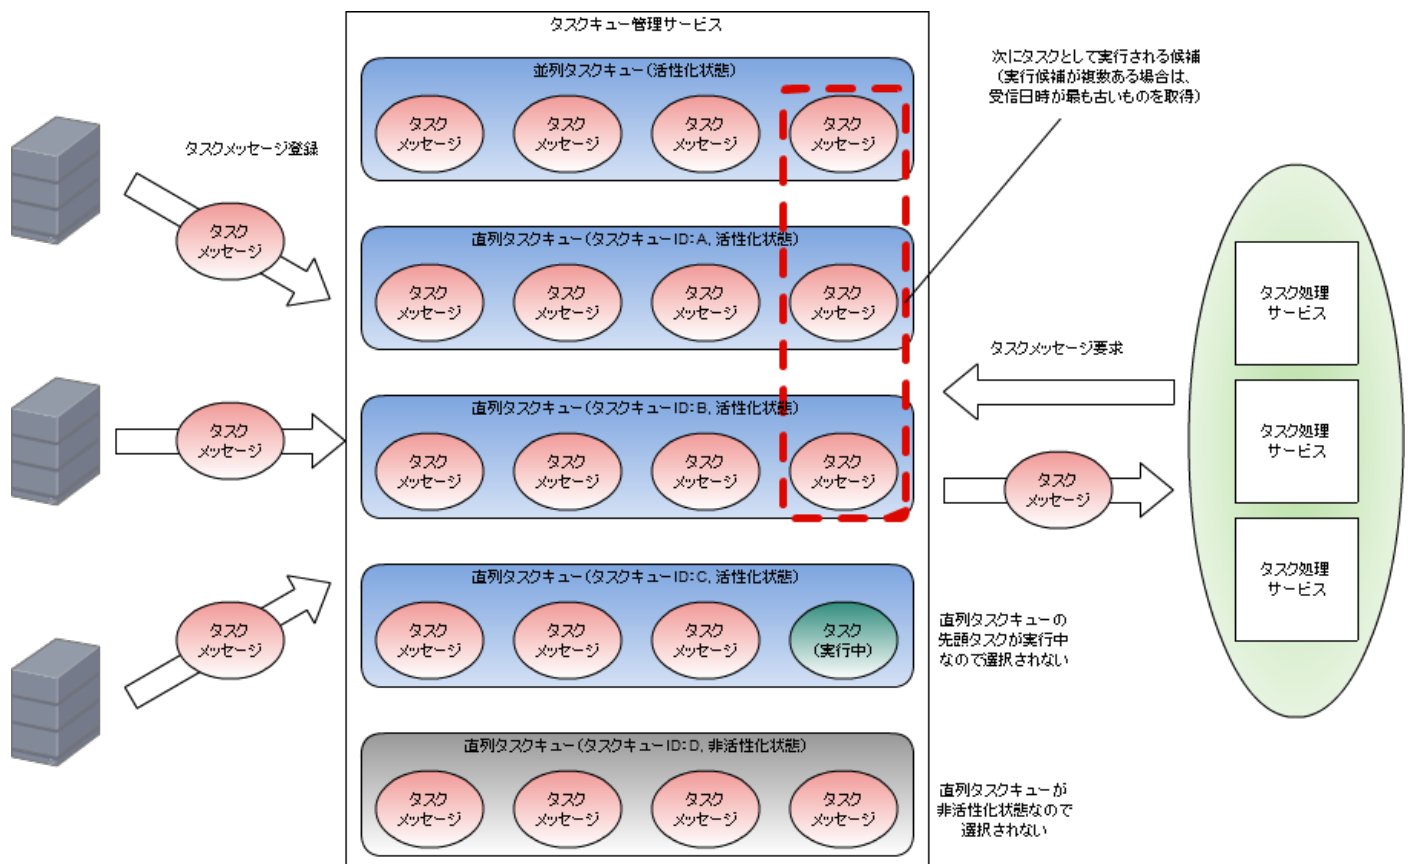 タスクキュー管理サービス
並列タスクキュー(活性化状態)
タスク
メッセージ
タスク
メッセージ
タスク
メッセージ
タスク
メッセージ
次にタスクとして実行される候補
(実行候補が複数ある場合は、
受信日時が最も古いものを取得)
タスクメッセージ登録
タスク
メッセージ
直列タスクキュー(タスクキューID:A, 活性化状態)
タスク
メッセージ
タスク
メッセージ
タスク
メッセージ
タスク
メッセージ
タスクメッセージ要求
タスク処理
サービス
タスク処理
サービス
タスク処理
サービス
タスク
メッセージ
直列タスクキュー(タスクキューID:B, 活性化状態)
タスク
メッセージ
タスク
メッセージ
タスク
メッセージ
タスク
メッセージ
タスク
メッセージ
タスク
メッセージ
直列タスクキュー(タスクキューID:C, 活性化状態)
タスク
メッセージ
タスク
メッセージ
タスク
メッセージ
タスク
(実行中)
直列タスクキューの
先頭タスクが実行中
なので選択されない
直列タスクキュー(タスクキューID:D, 非活性化状態)
タスク
メッセージ
タスク
メッセージ
タスク
メッセージ
タスク
メッセージ
直列タスクキューが
非活性化状態なので
選択されない